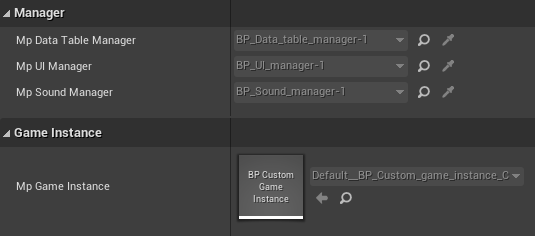 Manager
Mp Data Table Manager
BP_Data_table_manager-1
Mp UI Manager
BP_UI_manager-1
Mp Sound Manager
BP_Sound_manager-1
Game Instance
Mp Game Instance
BP Custom
Game
Instance
Default__BP_Custom_game_instance_C